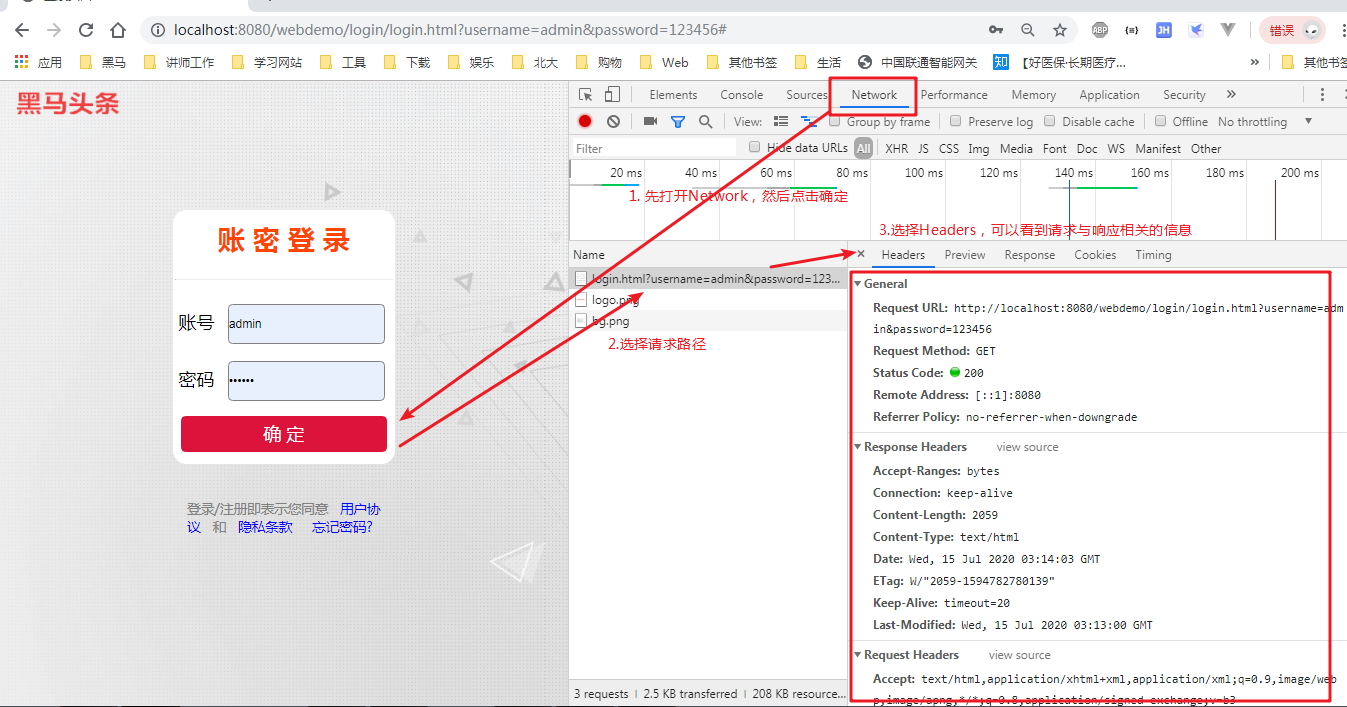 localhost:8080/webdemo/login/login.html?username=admin&password=123456#
ABP
JH
错误
应用 黑马 讲师工作 学习网站 工具 下载 娱乐 北大 购物 Web 其他书签 生活 中国联通智能网关 知 【好医保·长期医疗... » 其他书签
黑马头条
账密登录
账号 admin
密码 ••••••
确 定
登录/注册即表示您同意 用户协
议 和 隐私条款 忘记密码?
Elements Console Sources Network Performance Memory Application Security »
View: Group by frame Preserve log Disable cache Offline No throttling
Filter Hide data URLs All XHR JS CSS Img Media Font Doc WS Manifest Other
20 ms 40 ms 60 ms 80 ms 100 ms 120 ms 140 ms 160 ms 180 ms 200 ms
1. 先打开Network，然后点击确定
3.选择Headers，可以看到请求与响应相关的信息
Name
login.html?username=admin&password=123...
logo.png
bg.png
2.选择请求路径
3 requests 2.5 KB transferred 208 KB resource...
× Headers Preview Response Cookies Timing
General
Request URL: http://localhost:8080/webdemo/login/login.html?username=adm
in&password=123456
Request Method: GET
Status Code: 200
Remote Address: [::1]:8080
Referrer Policy: no-referrer-when-downgrade
Response Headers view source
Accept-Ranges: bytes
Connection: keep-alive
Content-Length: 2059
Content-Type: text/html
Date: Wed, 15 Jul 2020 03:14:03 GMT
ETag: W/"2059-1594782780139"
Keep-Alive: timeout=20
Last-Modified: Wed, 15 Jul 2020 03:13:00 GMT
Request Headers view source
Accept: text/html,application/xhtml+xml,application/xml;q=0.9,image/web
p,image/apng,*/*;q=0.8,application/signed-exchange;v=b3